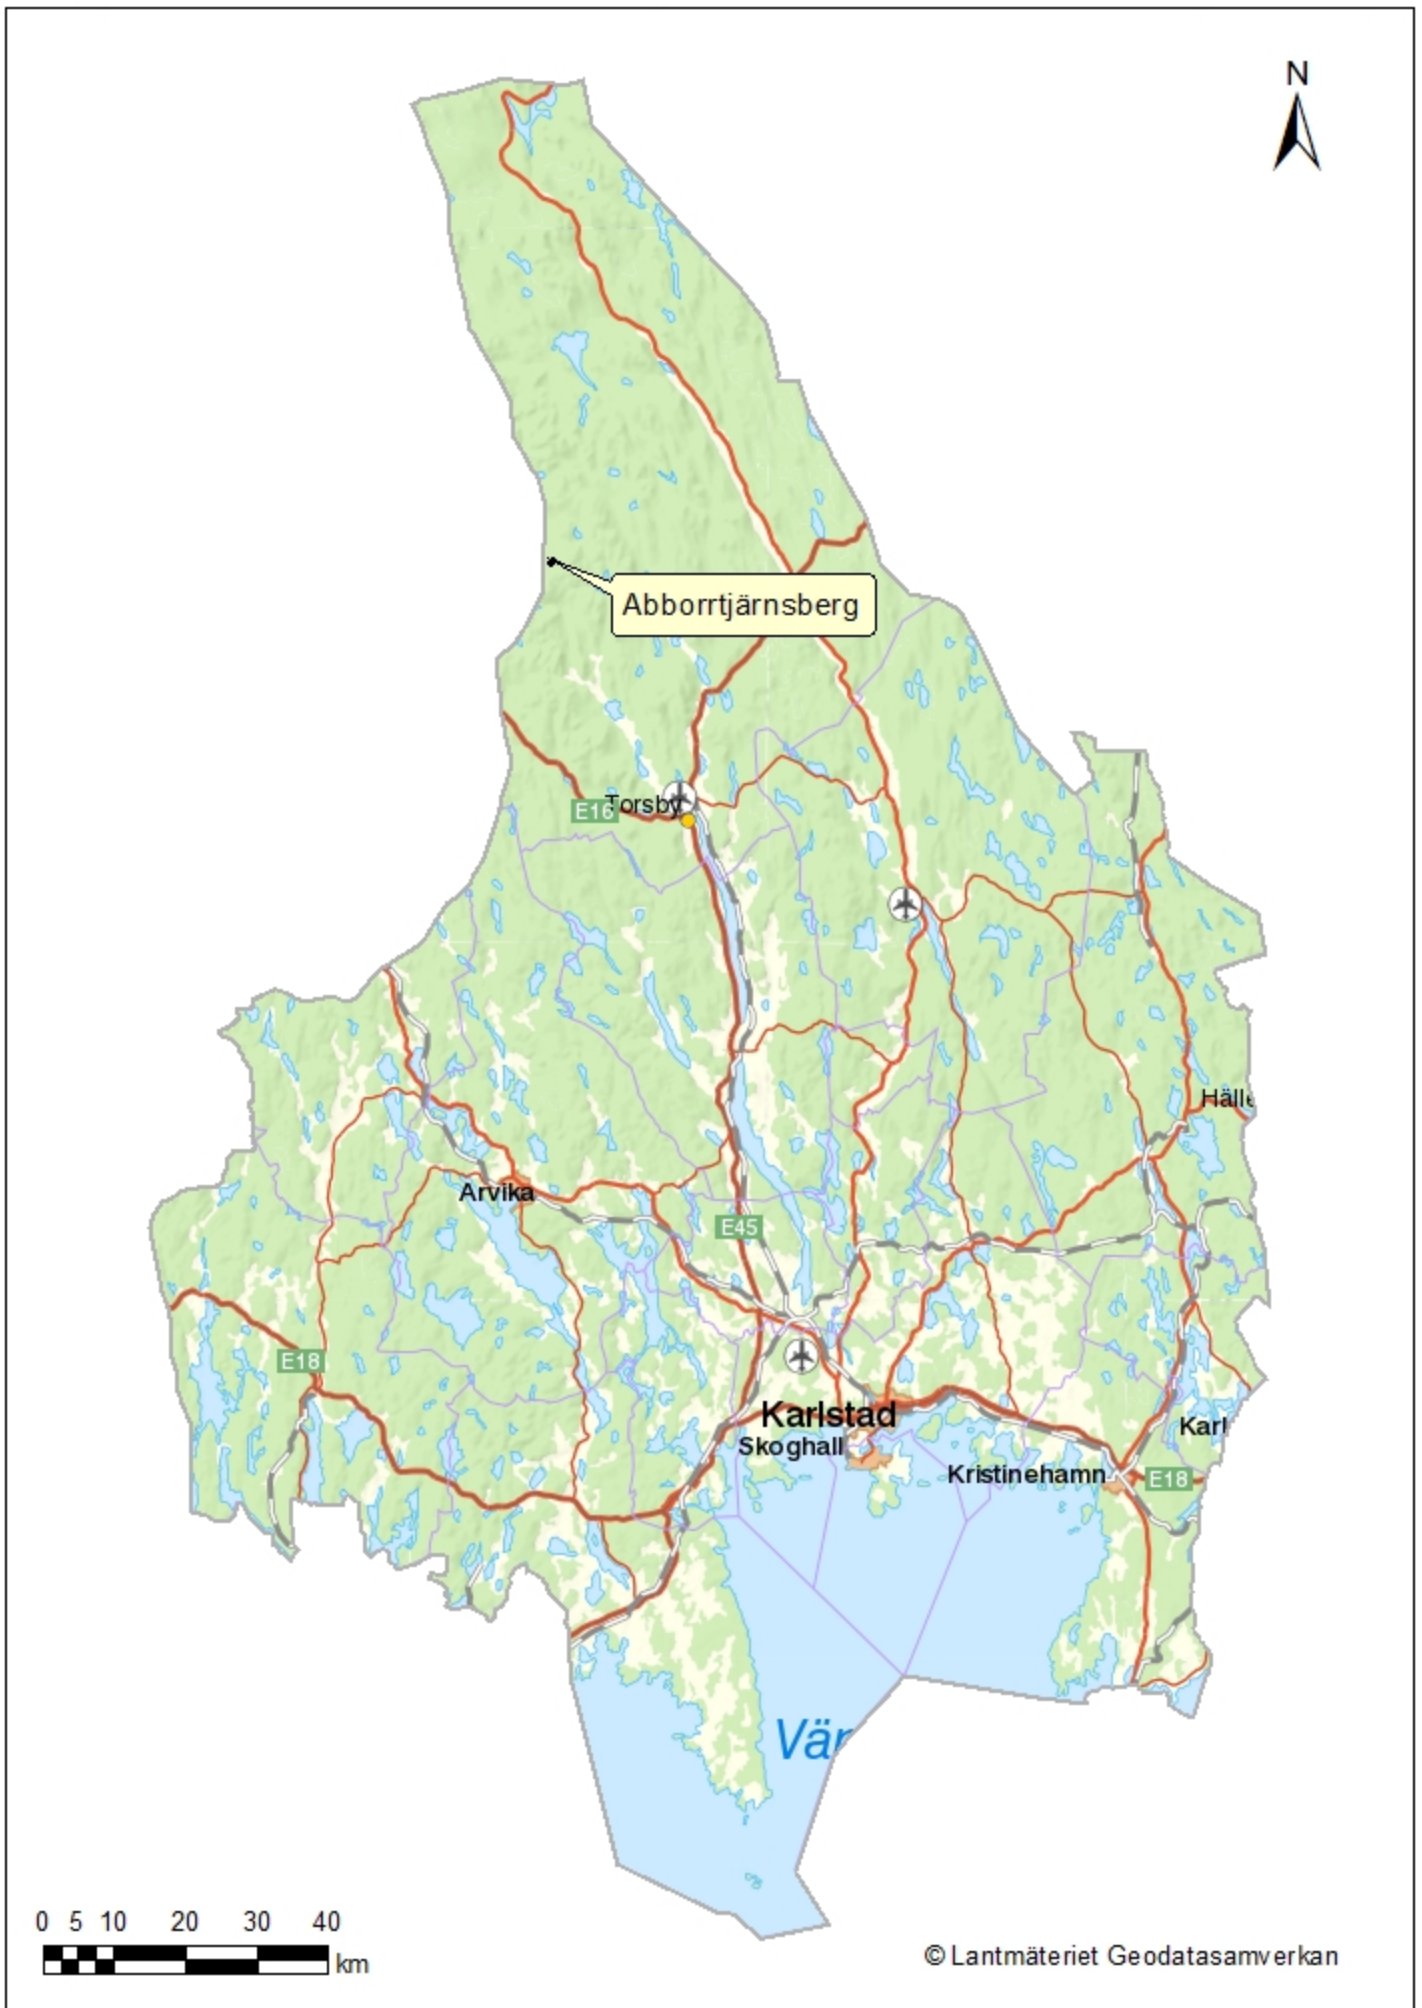 N
Abborrtjärnsberg
Torsby
E16
Hälle
Arvika
E45
E18
Karlstad
Karl
Skoghall
Kristinehamn
E18
Vär
0 5 10 20 30 40
km
© Lantmäteriet Geodatasamverkan